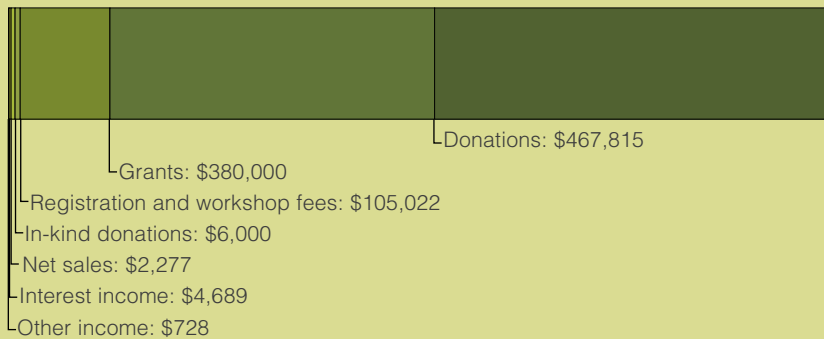 Donations: $467,815
Grants: $380,000
Registration and workshop fees: $105,022
In-kind donations: $6,000
Net sales: $2,277
Interest income: $4,689
Other income: $728